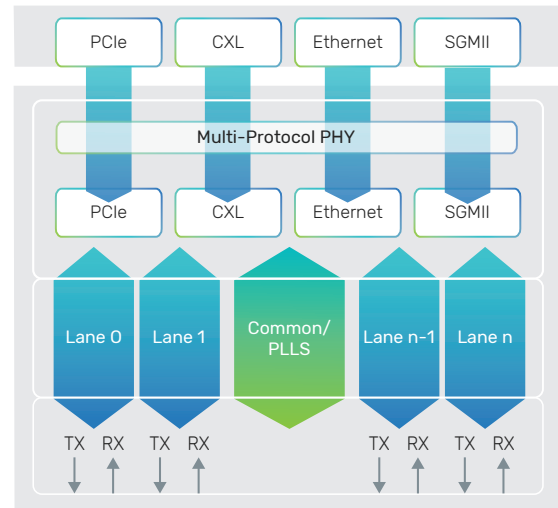 PCIe
CXL
Ethernet
SGMII
Multi-Protocol PHY
PCIe
CXL
Ethernet
SGMII
Lane 0
Lane 1
Common/
PLLS
Lane n-1
Lane n
TX RX TX RX TX RX TX RX